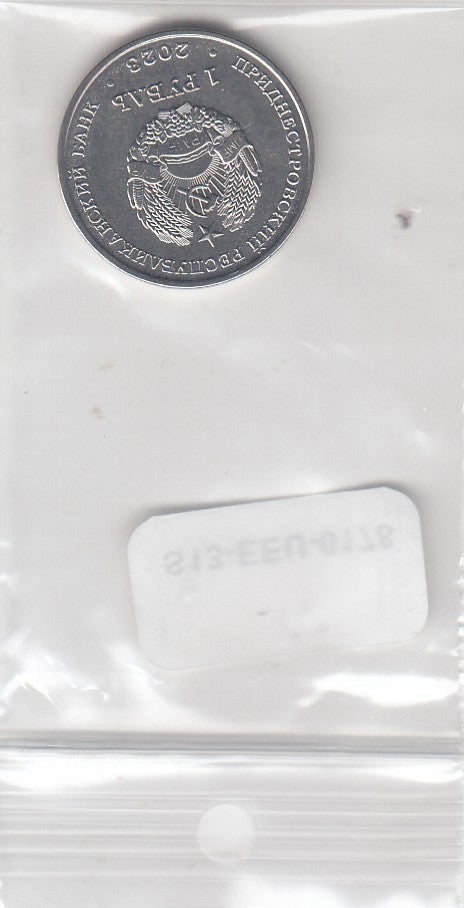 ПРИДНЕСТРОВСКИЙ РЕСПУБЛИКАНСКИЙ БАНК
• 2023 •
1 РУБЛЬ
S13-EEU-0178